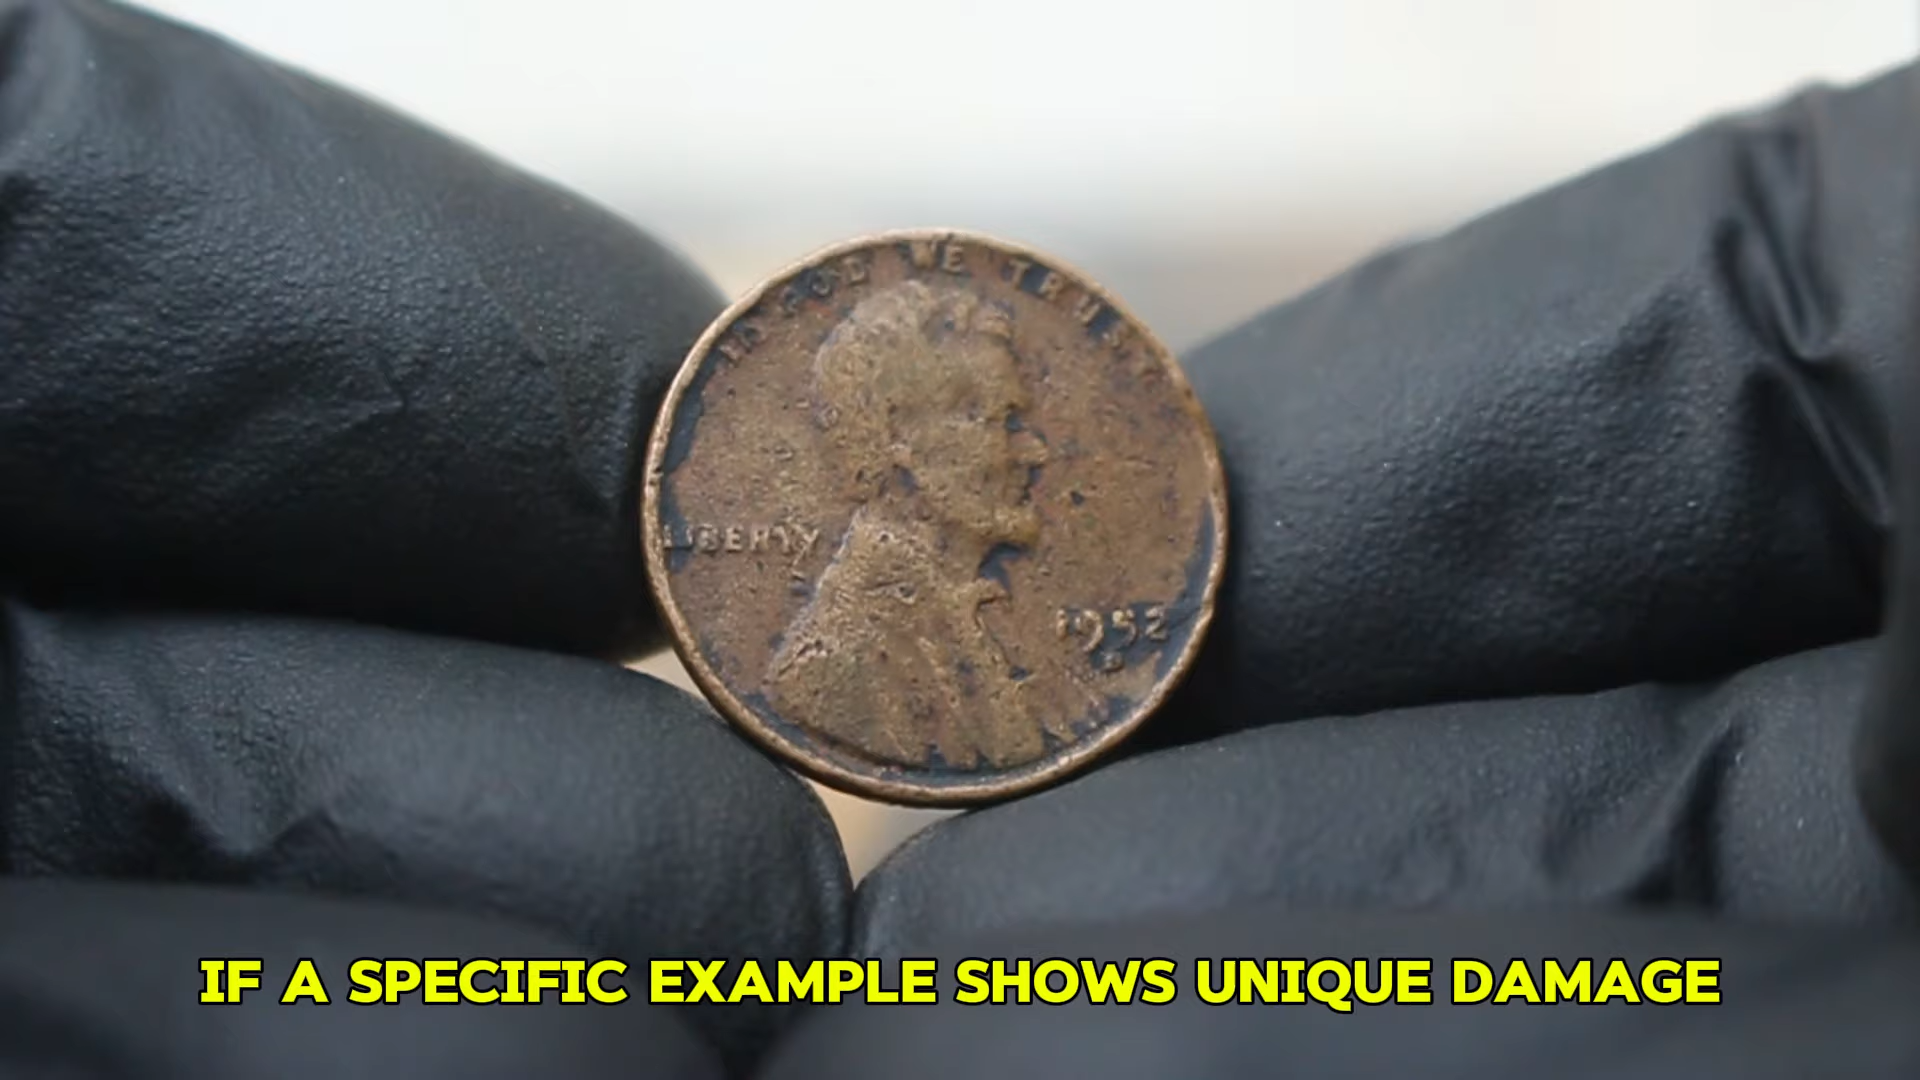 IN GOD WE TRUST
LIBERTY
1952
IF A SPECIFIC EXAMPLE SHOWS UNIQUE DAMAGE